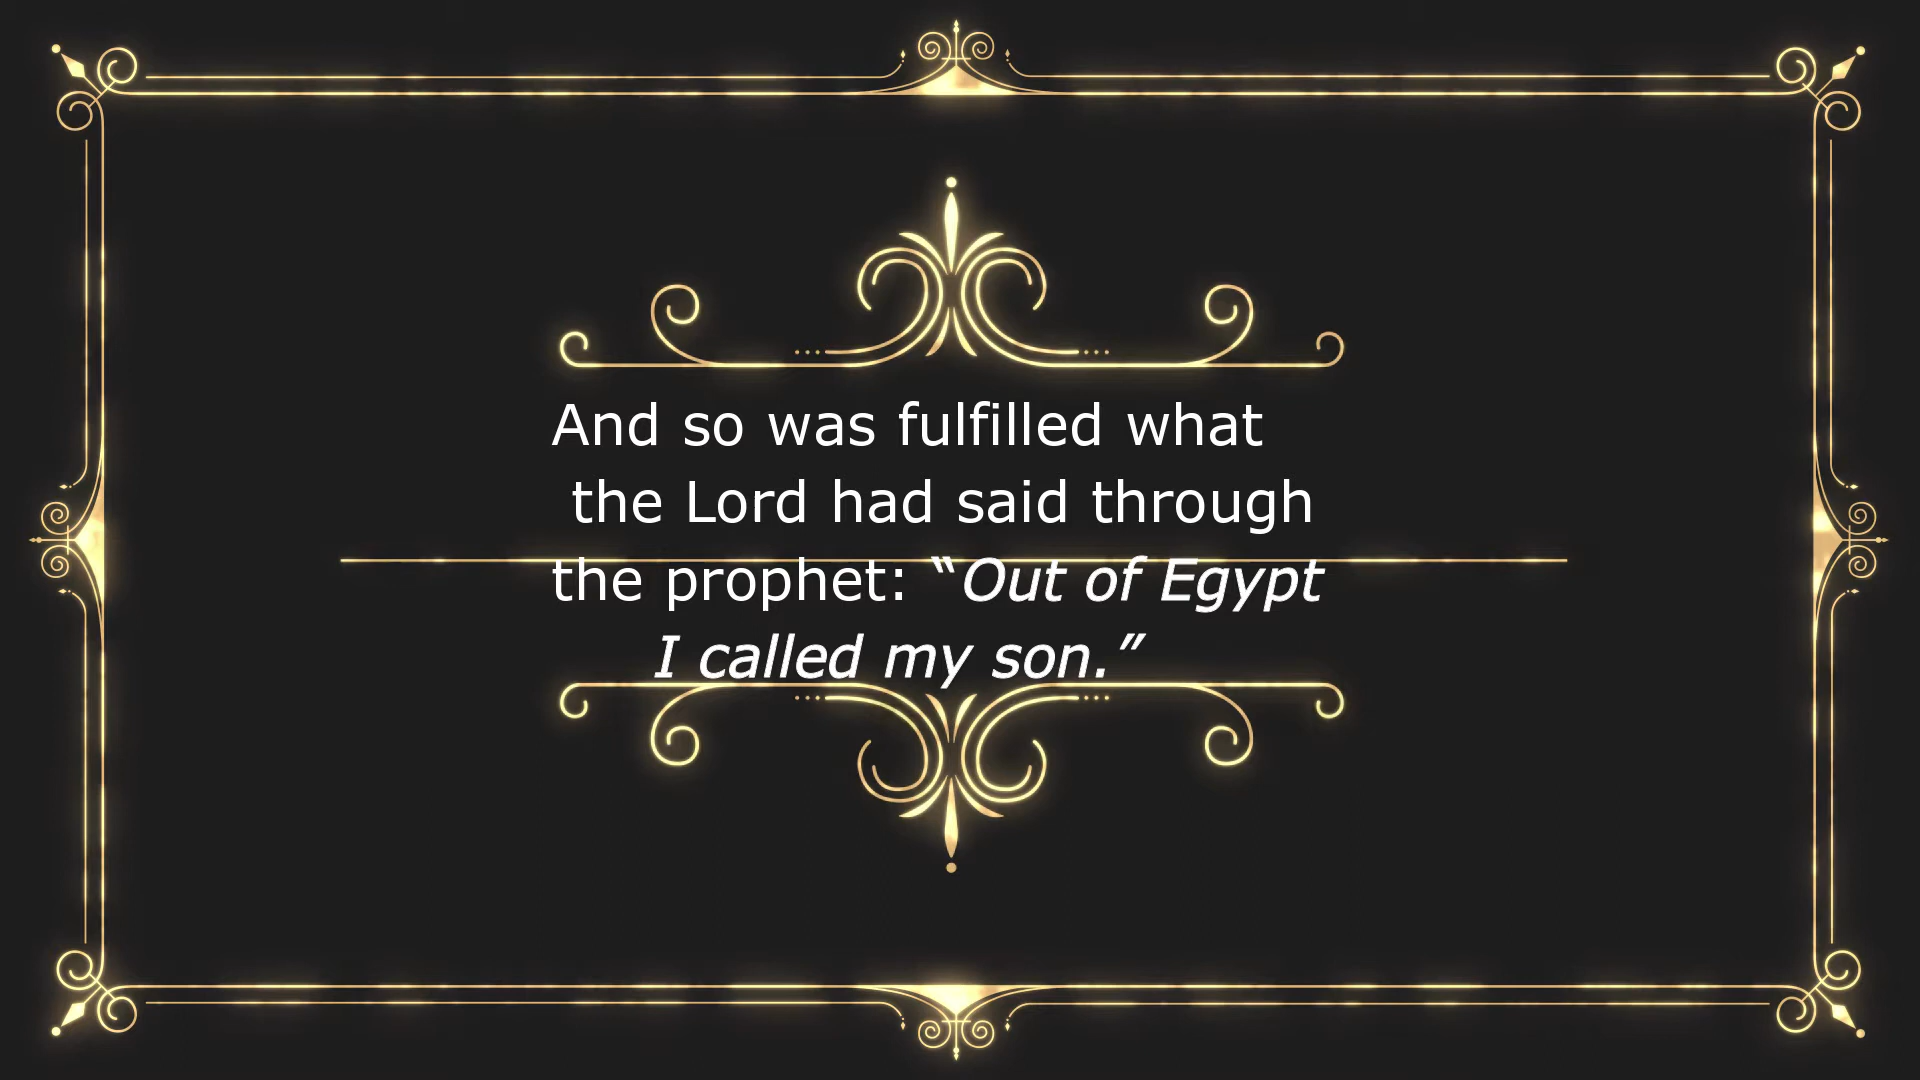 And so was fulfilled what
the Lord had said through
the prophet: “Out of Egypt
I called my son.”